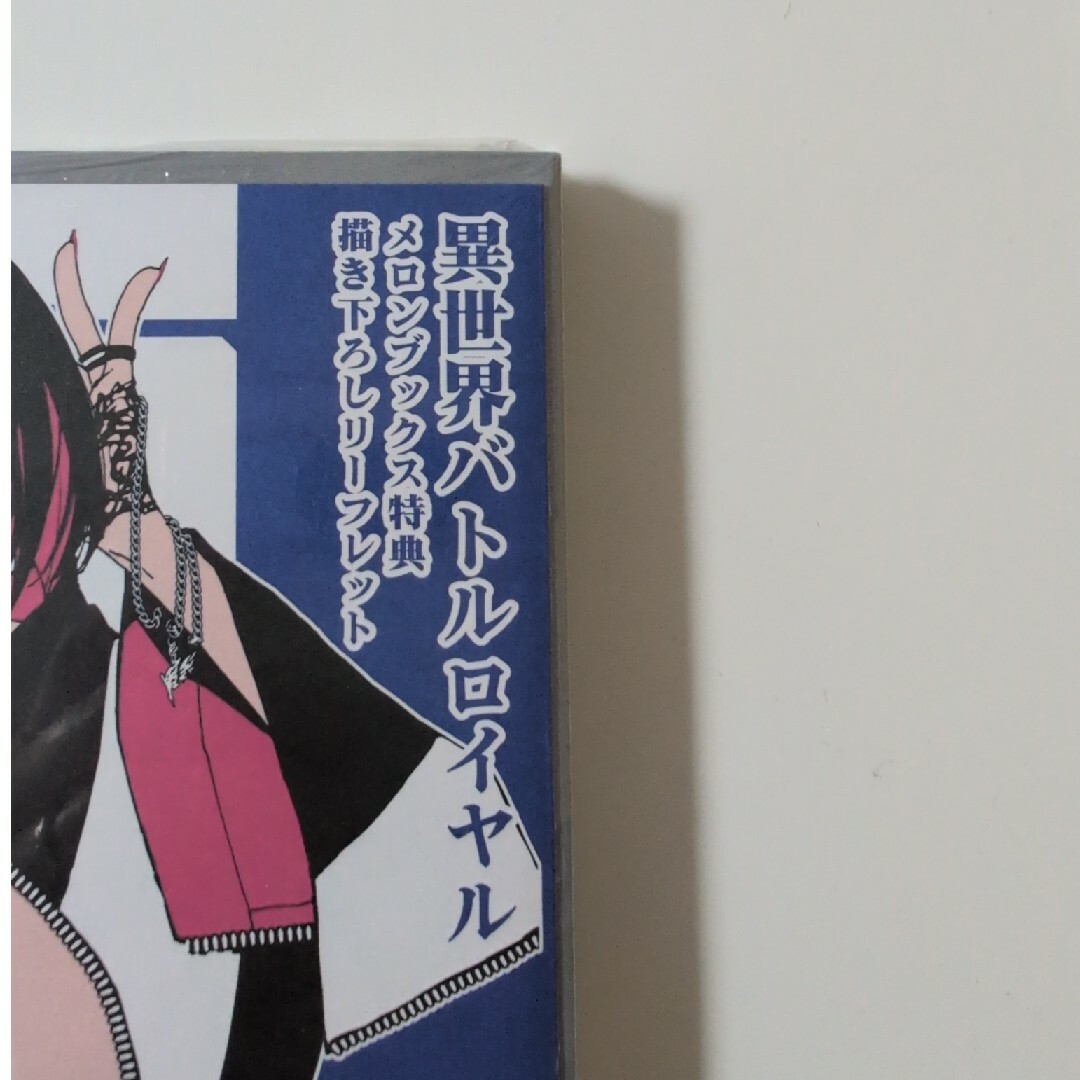 異世界バトルロイヤル
メロンブックス特典
描き下ろしリーフレット